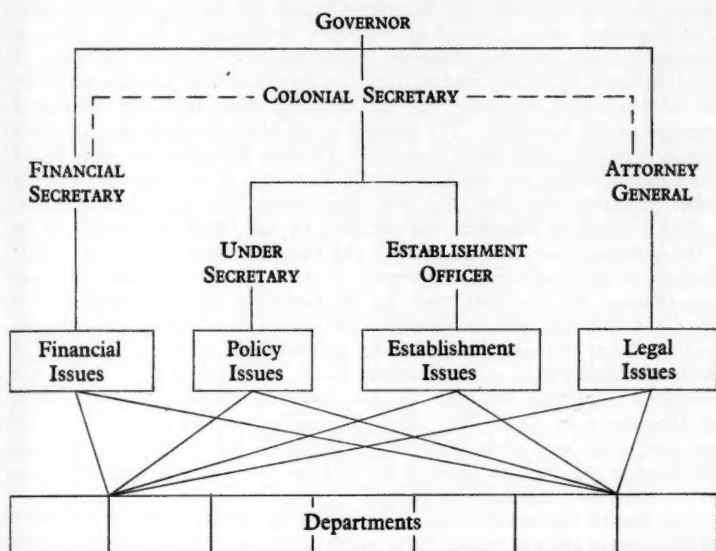 GOVERNOR
COLONIAL SECRETARY
FINANCIAL
SECRETARY
ATTORNEY
GENERAL
UNDER
SECRETARY
ESTABLISHMENT
OFFICER
Financial
Issues
Policy
Issues
Establishment
Issues
Legal
Issues
Departments